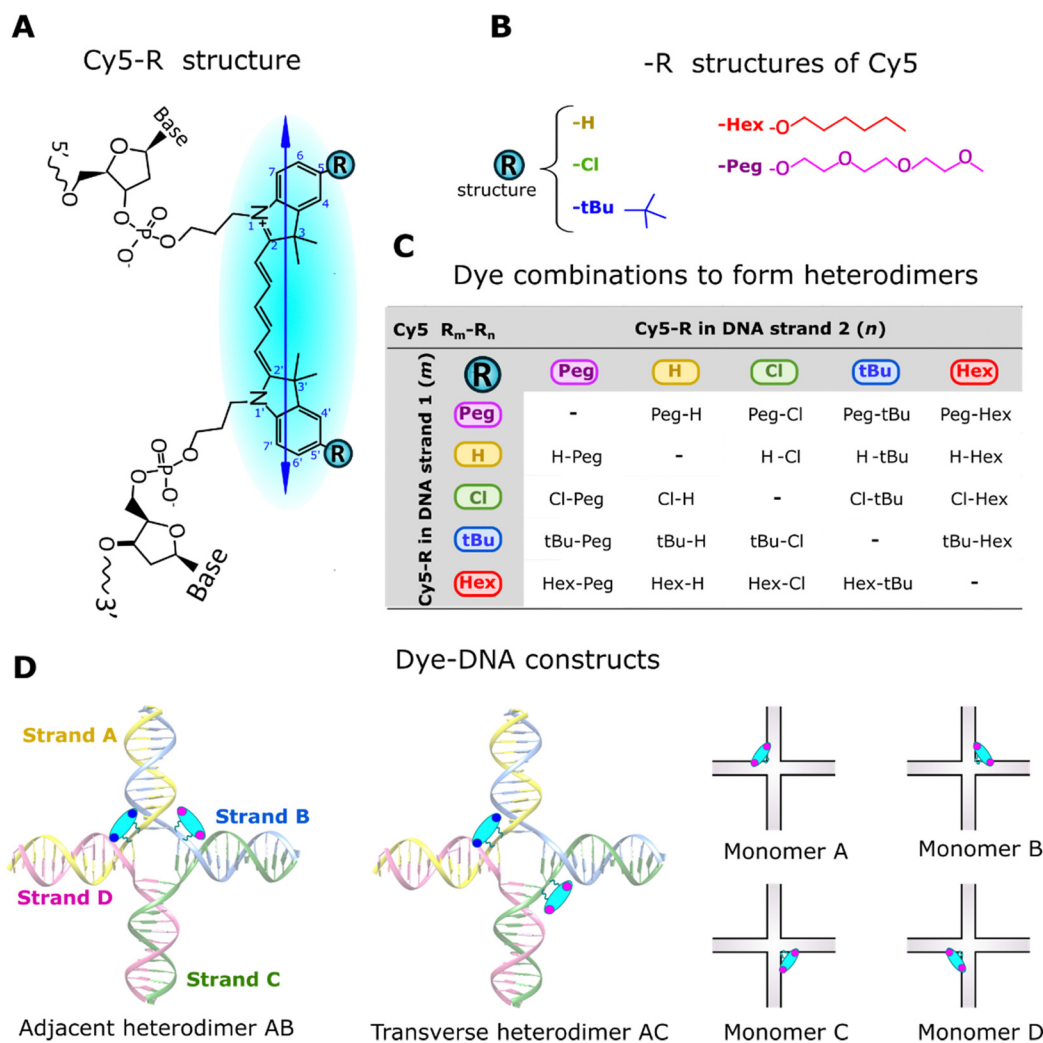 A
Cy5-R structure
5'
O
Base
O
O
O
P
O
O-
N
+
1
2
3
4
5
6
7
R
2'
3'
N
1'
4'
7'
6'
5'
R
O
P
O
O-
O
O
O
Base
3'
B
-R structures of Cy5
R
structure
-H
-Cl
-tBu
-Hex -O
-Peg -O O O O
C
Dye combinations to form heterodimers
Cy5 Rm-Rn Cy5-R in DNA strand 2 (n)
Cy5-R in DNA strand 1 (m)
R Peg H Cl tBu Hex
Peg - Peg-H Peg-Cl Peg-tBu Peg-Hex
H H-Peg - H -Cl H -tBu H-Hex
Cl Cl-Peg Cl-H - Cl-tBu Cl-Hex
tBu tBu-Peg tBu-H tBu-Cl - tBu-Hex
Hex Hex-Peg Hex-H Hex-Cl Hex-tBu -
D
Dye-DNA constructs
Strand A
Strand B
Strand D
Strand C
Adjacent heterodimer AB
Transverse heterodimer AC
Monomer A
Monomer B
Monomer C
Monomer D